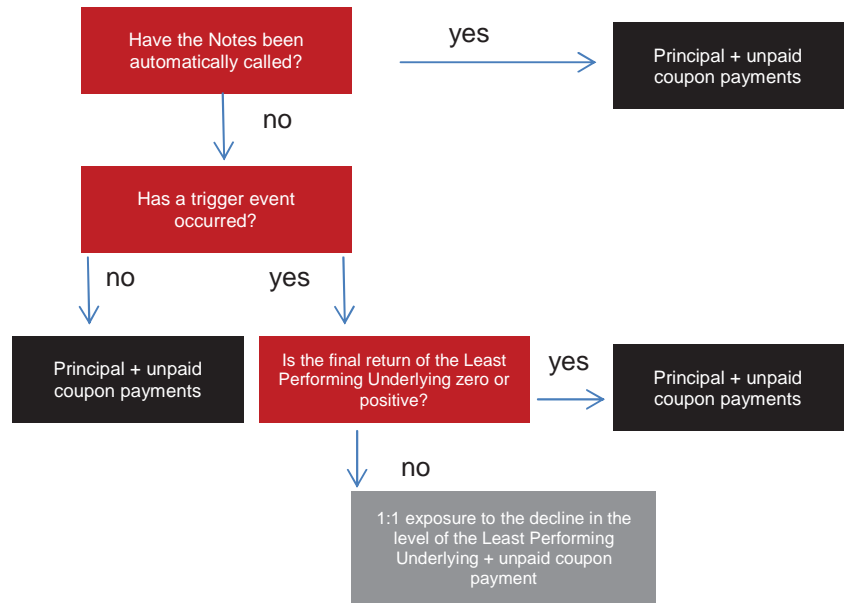 Have the Notes been
automatically called?
yes
Principal + unpaid
coupon payments
no
Has a trigger event
occurred?
no
yes
Principal + unpaid
coupon payments
Is the final return of the Least
Performing Underlying zero or
positive?
yes
Principal + unpaid
coupon payments
no
1:1 exposure to the decline in the
level of the Least Performing
Underlying + unpaid coupon
payment